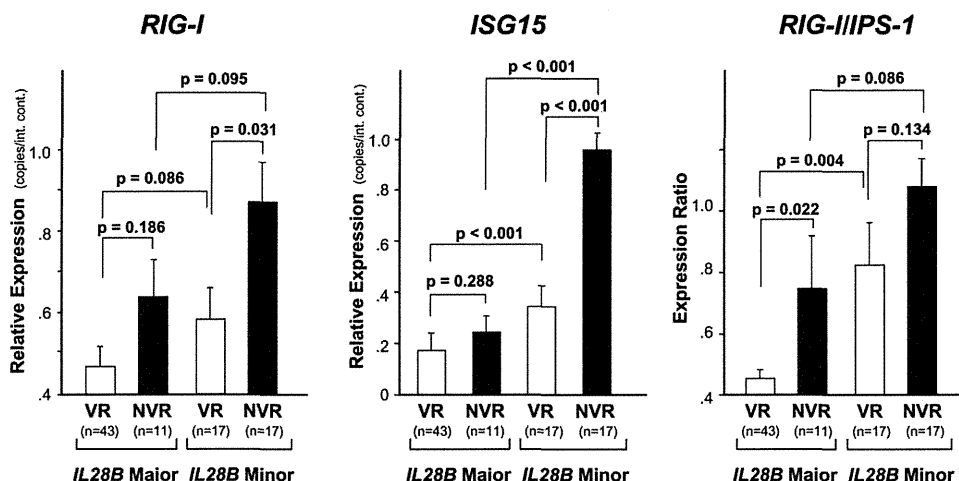 RIG-I
Relative Expression (copies/int. cont.)
1.0
.8
.6
.4
p = 0.095
p = 0.031
p = 0.086
p = 0.186
VR
NVR
VR
NVR
(n=43)
(n=11)
(n=17)
(n=17)
IL28B Maior
IL28B Minor
ISG15
Relative Expression (copies/int. cont.)
1.0
.8
.6
.4
.2
0
p < 0.001
p < 0.001
p < 0.001
p = 0.288
VR
NVR
VR
NVR
(n=43)
(n=11)
(n=17)
(n=17)
IL28B Maior
IL28B Minor
RIG-I/IPS-1
Expression Ratio
1.0
.8
.6
.4
p = 0.086
p = 0.134
p = 0.004
p = 0.022
VR
NVR
VR
NVR
(n=43)
(n=11)
(n=17)
(n=17)
IL28B Maior
IL28B Minor